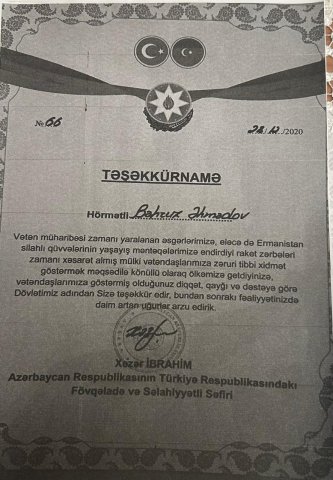 № 66
/2020
TƏŞƏKKÜRNAMƏ
Hörmətli Bəhruz Əhmədov
Vətən müharibəsi zamanı yaralanan əsgərlərimizə, eləcə də Ermənistan
silahlı qüvvələrinin yaşayış məntəqələrimizə endirdiyi raket zərbələri
zamanı xəsarət almış mülki vətəndaşlarımıza zəruri tibbi xidmət
göstərmək məqsədilə könüllü olaraq ölkəmizə getdiyinizə,
vətəndaşlarımıza göstərmiş olduğunuz diqqət, qayğı və dəstəyə görə
Dövlətimiz adından Sizə təşəkkür edir, bundan sonrakı fəaliyyətinizdə
daim artan uğurlar arzu edirik.
Xəzər İBRAHİM
Azərbaycan Respublikasının Türkiyə Respublikasındakı
Fövqəladə və Səlahiyyətli Səfiri